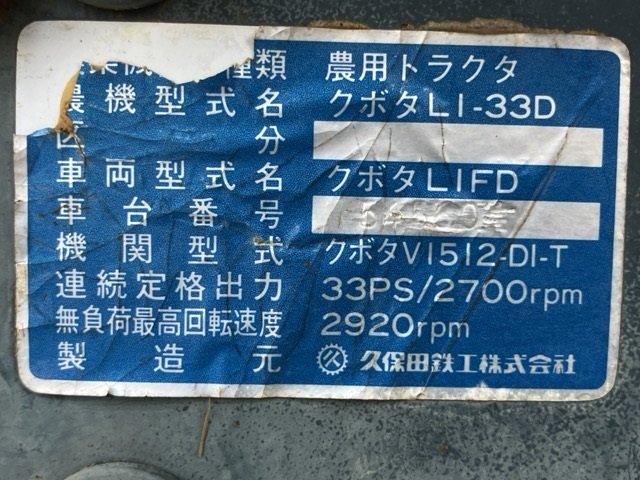 種類 農用トラクタ
農機型式名 クボタL1-33D
区分
車両型式名 クボタL1FD
車台番号
機関型式 クボタV1512-DI-T
連続定格出力 33PS/2700rpm
無負荷最高回転速度 2920rpm
製造元 久保田鉄工株式会社